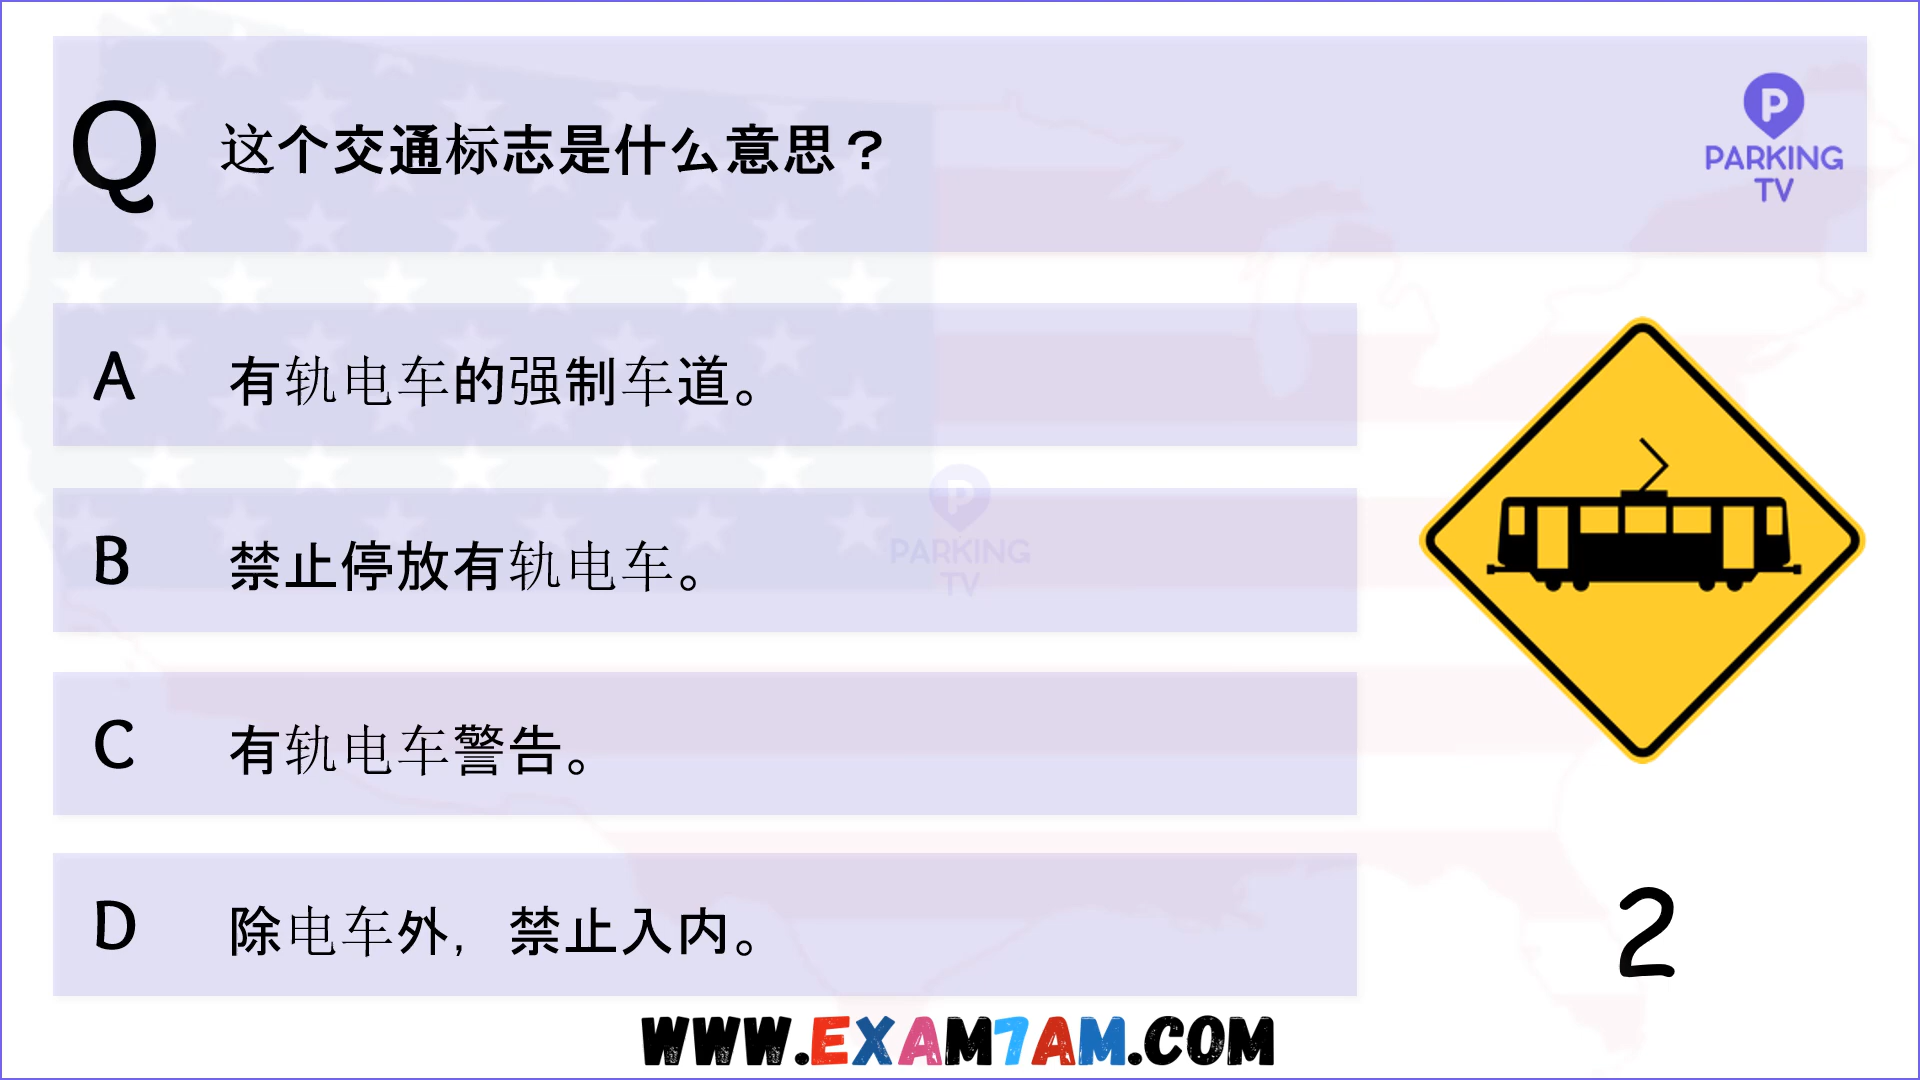 Q 这个交通标志是什么意思？
P
PARKING
TV
A 有轨电车的强制车道。
B 禁止停放有轨电车。
P
PARKING
TV
C 有轨电车警告。
D 除电车外，禁止入内。
2
WWW.EXAM7AM.COM